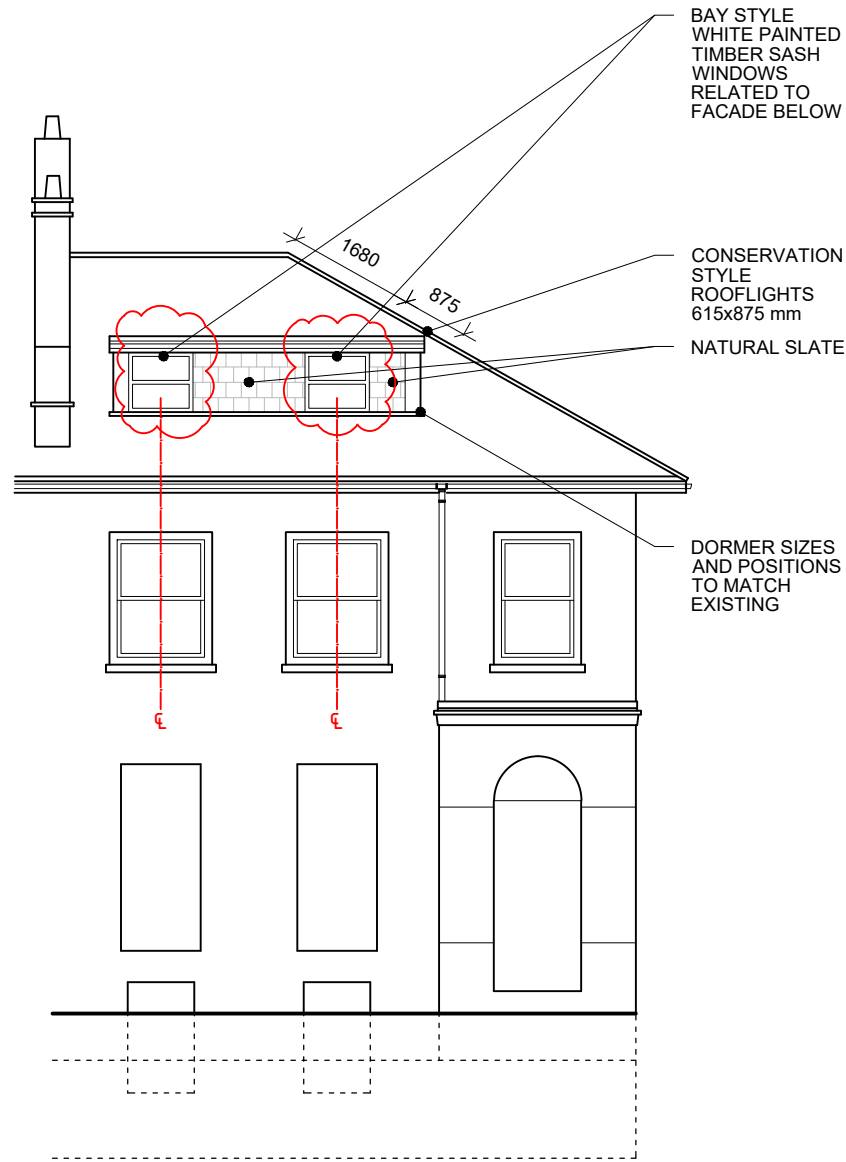 BAY STYLE
WHITE PAINTED
TIMBER SASH
WINDOWS
RELATED TO
FACADE BELOW
1680
875
CONSERVATION
STYLE
ROOFLIGHTS
615x875 mm
NATURAL SLATE
DORMER SIZES
AND POSITIONS
TO MATCH
EXISTING
℄ ℄